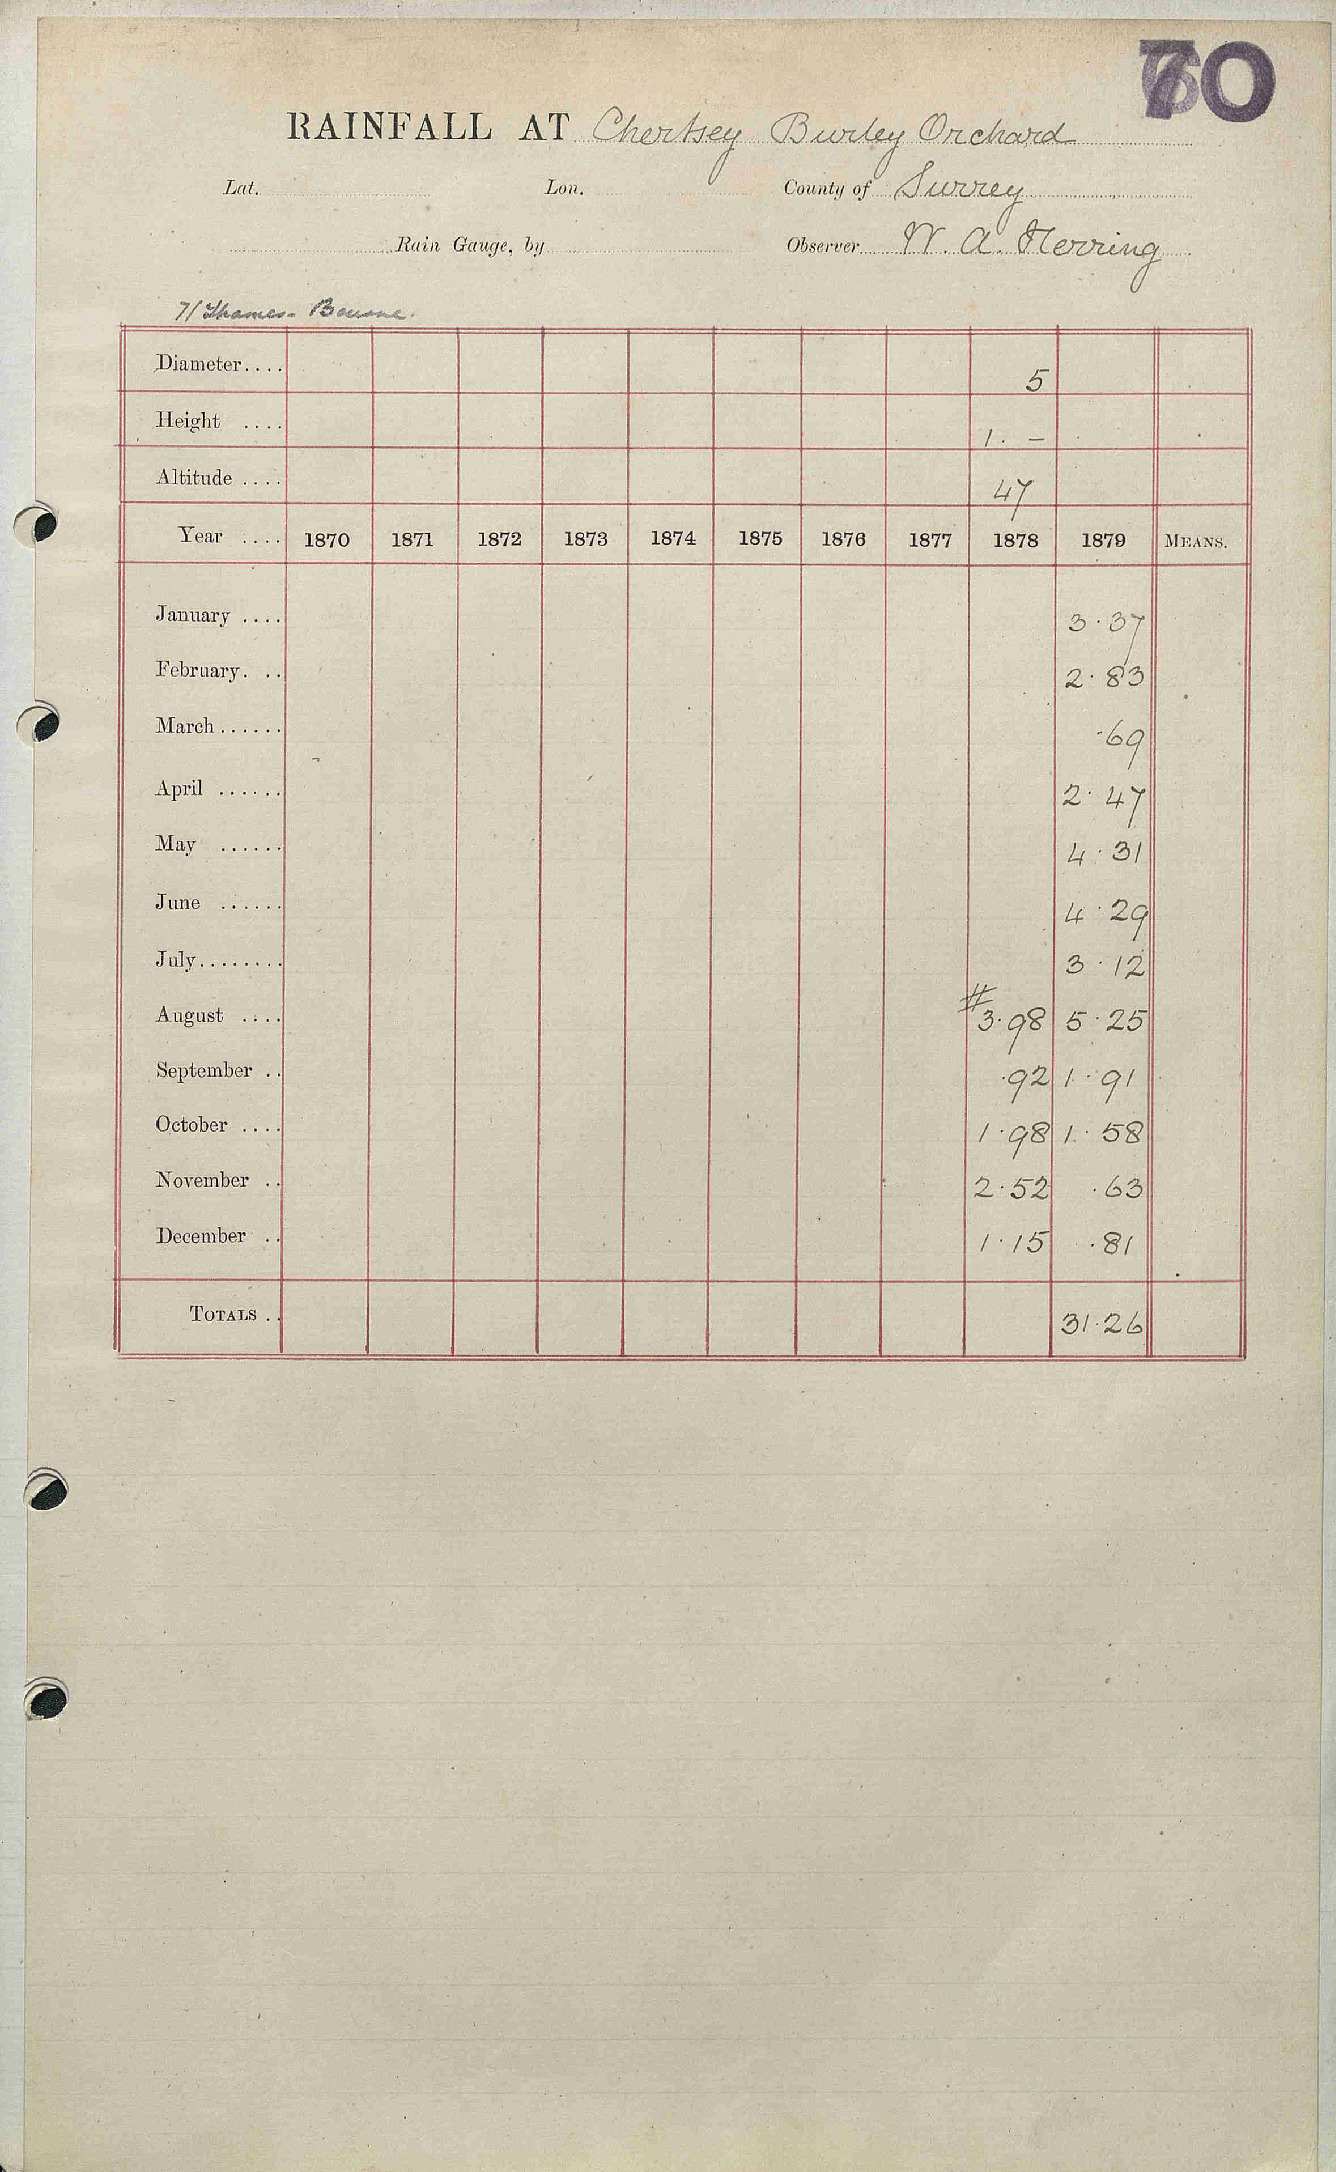 70
RAINFALL AT Chertsey Burley Orchard
Lat. Lon. County of Surrey
Rain Gauge, by Observer W. A. Herring
7/ Thames - Bourne.
Diameter.... 5
Height .... 1. –
Altitude .... 47
Year .... 1870 1871 1872 1873 1874 1875 1876 1877 1878 1879 MEANS.
January .... 3.37
February. .. 2.83
March...... .69
April ...... 2.47
May ...... 4.31
June ...... 4.29
July........ 3.12
August .... #3.98 5.25
September .. .92 1.91
October .... 1.98 1.58
November .. 2.52 .63
December .. 1.15 .81
TOTALS .. 31.26